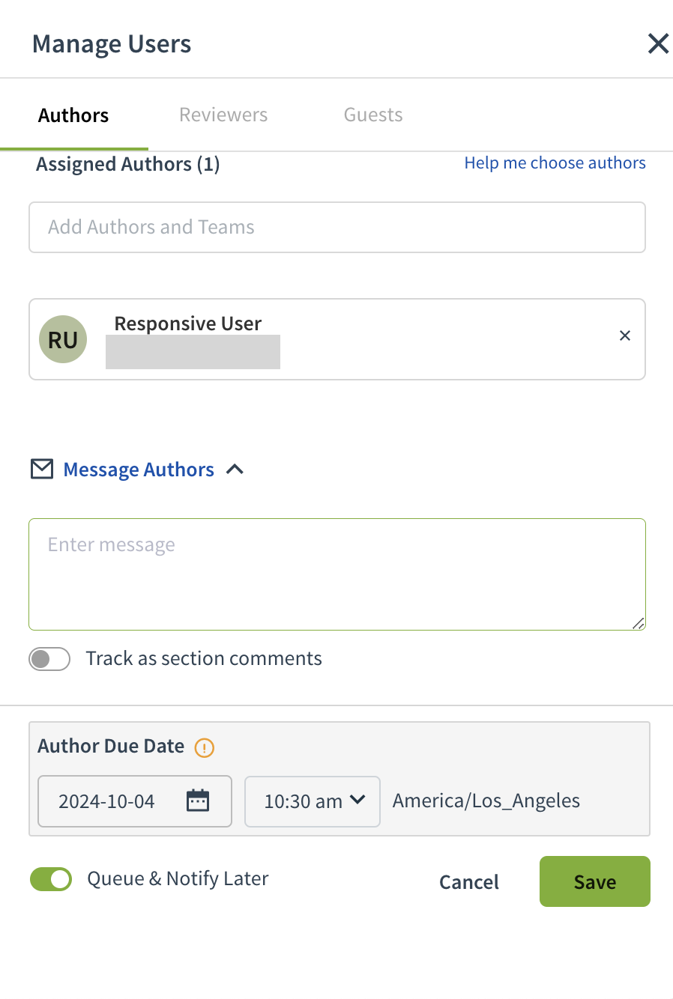 Manage Users
Authors Reviewers Guests
Assigned Authors (1) Help me choose authors
Add Authors and Teams
RU Responsive User
Message Authors
Enter message
Track as section comments
Author Due Date
2024-10-04 10:30 am America/Los_Angeles
Queue & Notify Later Cancel Save